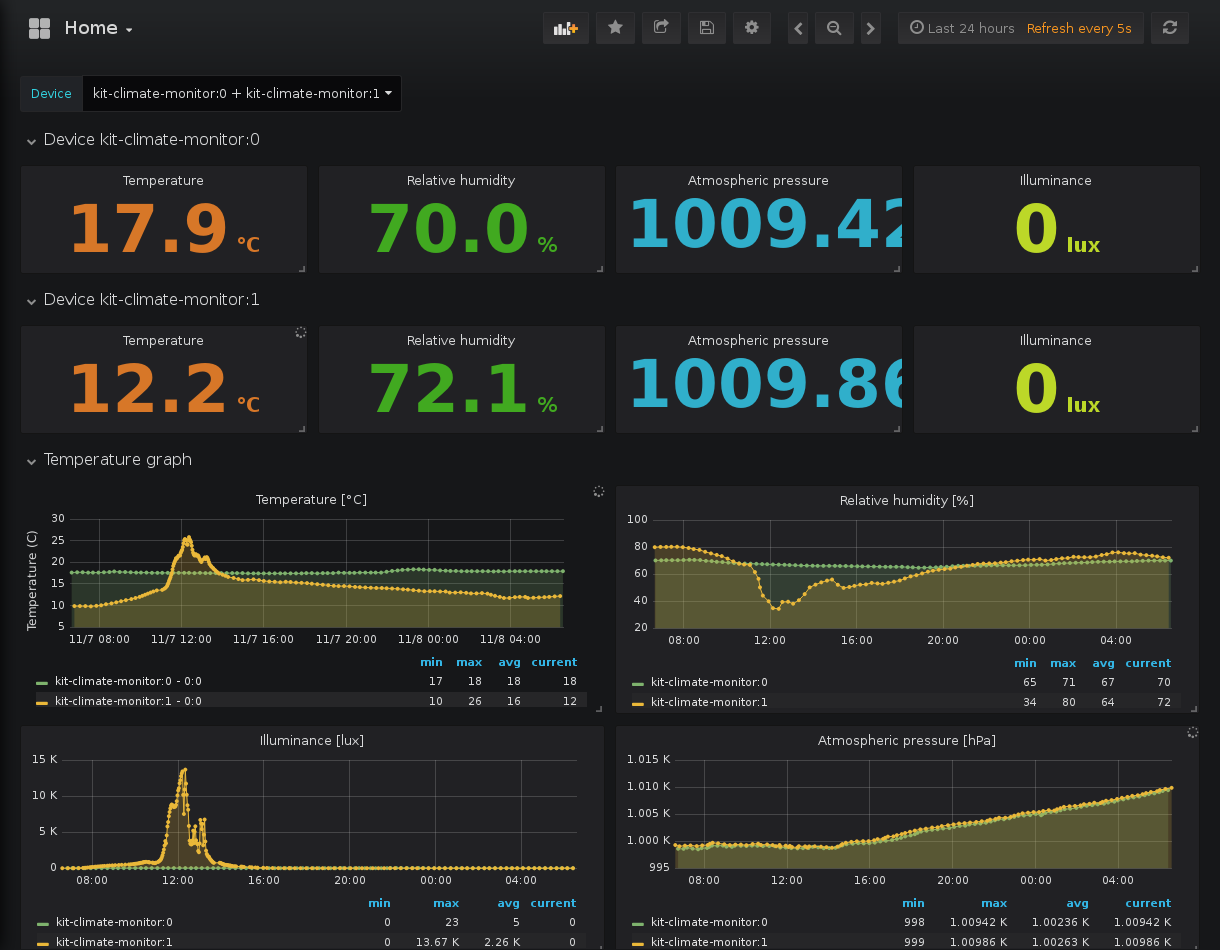 Home
Last 24 hours Refresh every 5s
Device kit-climate-monitor:0 + kit-climate-monitor:1
Device kit-climate-monitor:0
Temperature Relative humidity Atmospheric pressure Illuminance
17.9 °C 70.0 % 1009.42 0 lux
Device kit-climate-monitor:1
Temperature Relative humidity Atmospheric pressure Illuminance
12.2 °C 72.1 % 1009.86 0 lux
Temperature graph
Temperature [°C]
Temperature (C)
30
25
20
15
10
5
11/7 08:00 11/7 12:00 11/7 16:00 11/7 20:00 11/8 00:00 11/8 04:00
min max avg current
kit-climate-monitor:0 - 0:0 17 18 18 18
kit-climate-monitor:1 - 0:0 10 26 16 12
Relative humidity [%]
100
80
60
40
20
08:00 12:00 16:00 20:00 00:00 04:00
min max avg current
kit-climate-monitor:0 65 71 67 70
kit-climate-monitor:1 34 80 64 72
Illuminance [lux]
15 K
10 K
5 K
0
08:00 12:00 16:00 20:00 00:00 04:00
min max avg current
kit-climate-monitor:0 0 23 5 0
kit-climate-monitor:1 0 13.67 K 2.26 K 0
Atmospheric pressure [hPa]
1.015 K
1.010 K
1.005 K
1.000 K
995
08:00 12:00 16:00 20:00 00:00 04:00
min max avg current
kit-climate-monitor:0 998 1.00942 K 1.00236 K 1.00942 K
kit-climate-monitor:1 999 1.00986 K 1.00263 K 1.00986 K